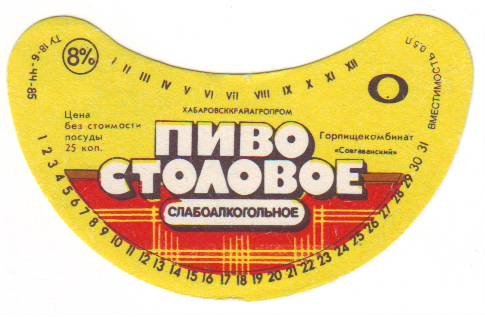 ТУ 18-6-44-85
8%
I II III IV V VI VII VIII IX X XI XII
ВМЕСТИМОСТЬ 0,5 Л
ХАБАРОВСККРАЙАГРОПРОМ
Цена
без стоимости
посуды
25 коп.
ПИВО
СТОЛОВОЕ
СЛАБОАЛКОГОЛЬНОЕ
Горпищекомбинат
«Совгаванский»
1 2 3 4 5 6 7 8 9 10 11 12 13 14 15 16 17 18 19 20 21 22 23 24 25 26 27 28 29 30 31